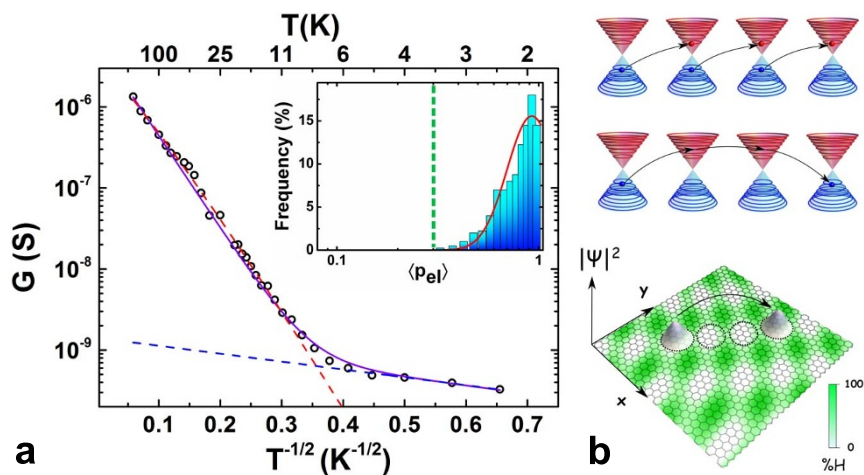 T(K)
100 25 11 6 4 3 2
10⁻⁶
10⁻⁷
10⁻⁸
10⁻⁹
G (S)
0.1 0.2 0.3 0.4 0.5 0.6 0.7
T⁻¹/² (K⁻¹/²)
Frequency (%)
15
10
5
0
0.1 1
⟨pₑₗ⟩
a
|Ψ|²
y
x
100
0
%H
b